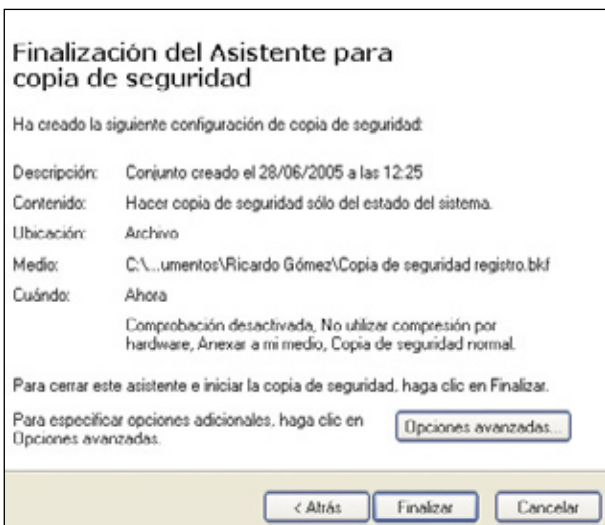 Finalización del Asistente para
copia de seguridad
Ha creado la siguiente configuración de copia de seguridad:
Descripción: Conjunto creado el 28/06/2005 a las 12:25
Contenido: Hacer copia de seguridad sólo del estado del sistema.
Ubicación: Archivo
Medio: C:\...umentos\Ricardo Gómez\Copia de seguridad registro.bkf
Cuándo: Ahora
Comprobación desactivada, No utilizar compresión por
hardware, Anexar a mi medio, Copia de seguridad normal.
Para cerrar este asistente e iniciar la copia de seguridad, haga clic en Finalizar.
Para especificar opciones adicionales, haga clic en
Opciones avanzadas.
Opciones avanzadas...
< Atrás Finalizar Cancelar